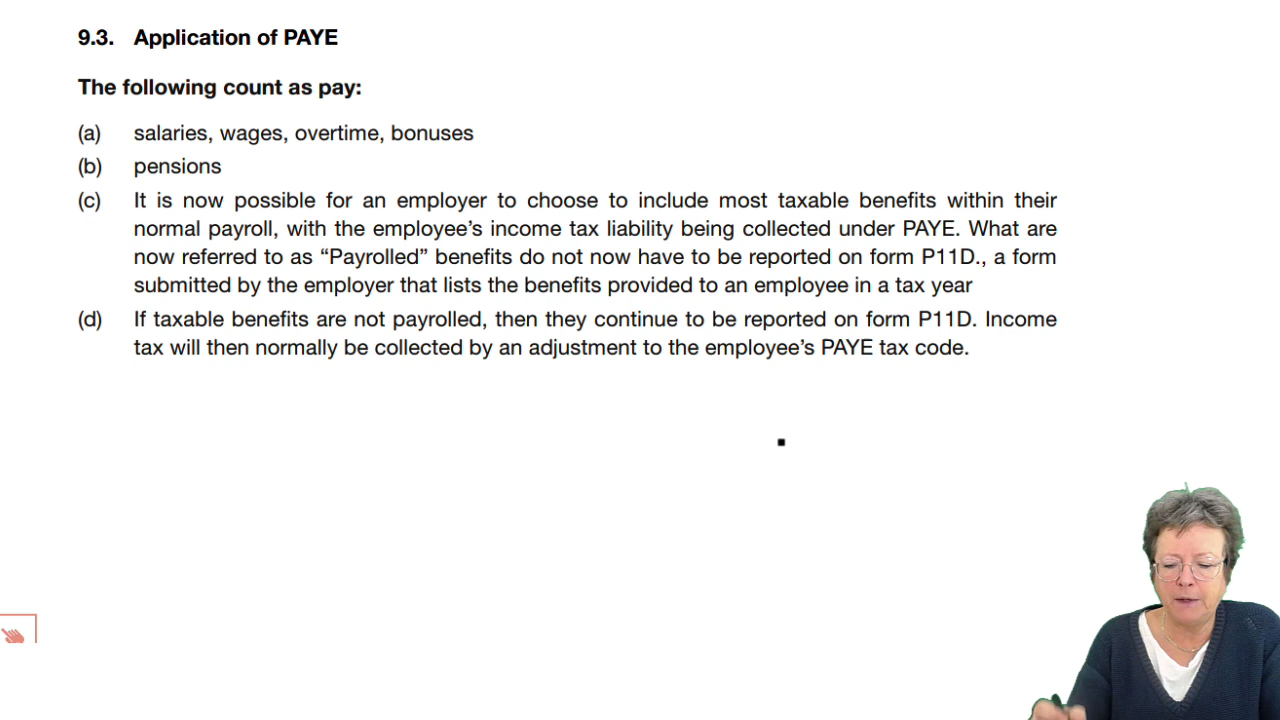 9.3. Application of PAYE
The following count as pay:
(a) salaries, wages, overtime, bonuses
(b) pensions
(c) It is now possible for an employer to choose to include most taxable benefits within their
normal payroll, with the employee’s income tax liability being collected under PAYE. What are
now referred to as “Payrolled” benefits do not now have to be reported on form P11D., a form
submitted by the employer that lists the benefits provided to an employee in a tax year
(d) If taxable benefits are not payrolled, then they continue to be reported on form P11D. Income
tax will then normally be collected by an adjustment to the employee’s PAYE tax code.